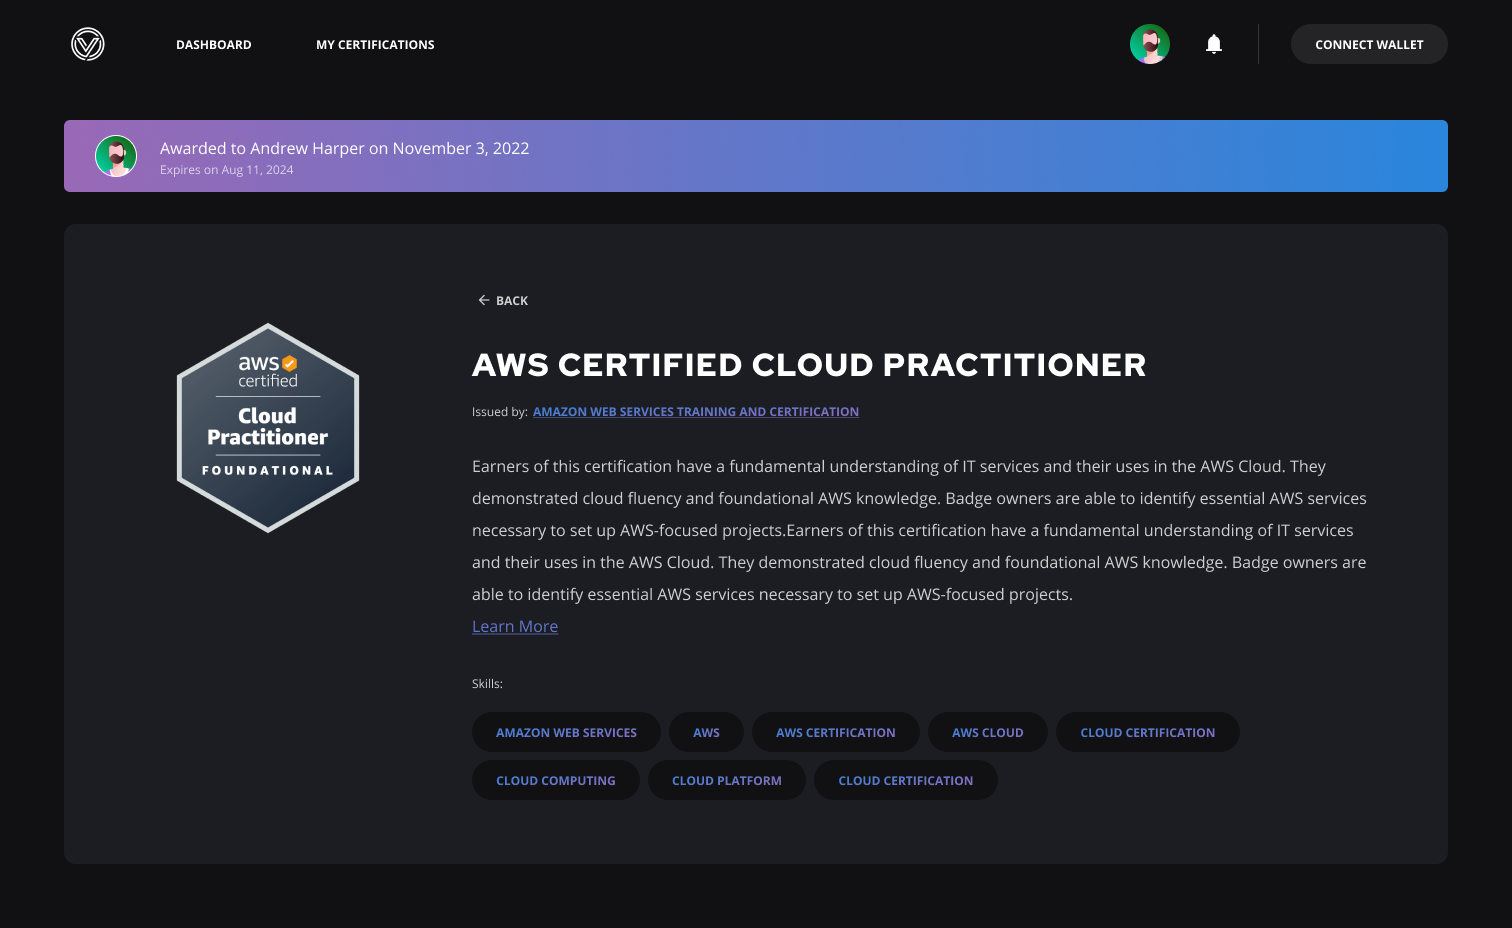 DASHBOARD
MY CERTIFICATIONS
CONNECT WALLET
Awarded to Andrew Harper on November 3, 2022
Expires on Aug 11, 2024
BACK
aws
certified
Cloud
Practitioner
FOUNDATIONAL
AWS CERTIFIED CLOUD PRACTITIONER
Issued by: AMAZON WEB SERVICES TRAINING AND CERTIFICATION
Earners of this certification have a fundamental understanding of IT services and their uses in the AWS Cloud. They
demonstrated cloud fluency and foundational AWS knowledge. Badge owners are able to identify essential AWS services
necessary to set up AWS-focused projects.Earners of this certification have a fundamental understanding of IT services
and their uses in the AWS Cloud. They demonstrated cloud fluency and foundational AWS knowledge. Badge owners are
able to identify essential AWS services necessary to set up AWS-focused projects.
Learn More
Skills:
AMAZON WEB SERVICES AWS AWS CERTIFICATION AWS CLOUD CLOUD CERTIFICATION
CLOUD COMPUTING CLOUD PLATFORM CLOUD CERTIFICATION